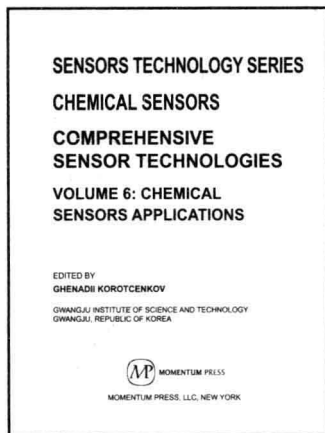 SENSORS TECHNOLOGY SERIES
CHEMICAL SENSORS
COMPREHENSIVE
SENSOR TECHNOLOGIES
VOLUME 6: CHEMICAL
SENSORS APPLICATIONS
EDITED BY
GHENADII KOROTCENKOV
GWANGJU INSTITUTE OF SCIENCE AND TECHNOLOGY
GWANGJU, REPUBLIC OF KOREA
MP MOMENTUM PRESS
MOMENTUM PRESS, LLC, NEW YORK